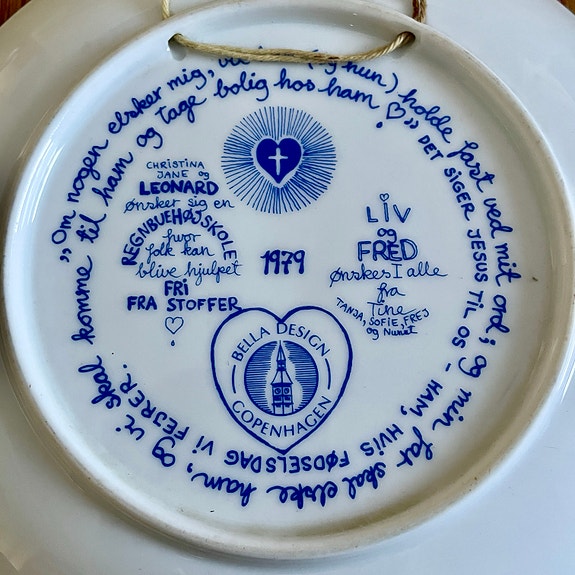 „Om nogen elsker mig, (og hun) holde fast ved mit ord; og min far skal elske ham, og vi skal komme til ham og tage bolig hos ham!”
DET SIGER JESUS TIL OS - HAM, HVIS FØDSELSDAG VI FEJRER.
CHRISTINA
JANE og
LEONARD
ønsker sig en
REGNBUEHØJSKOLE
hvor
folk kan
blive hjulpet
FRI
FRA STOFFER
1979
LIV
og
FRED
ønskes I alle
fra
Tine
TANJA, SOFIE, FREJ
og Nunet
BELLA DESIGN
COPENHAGEN